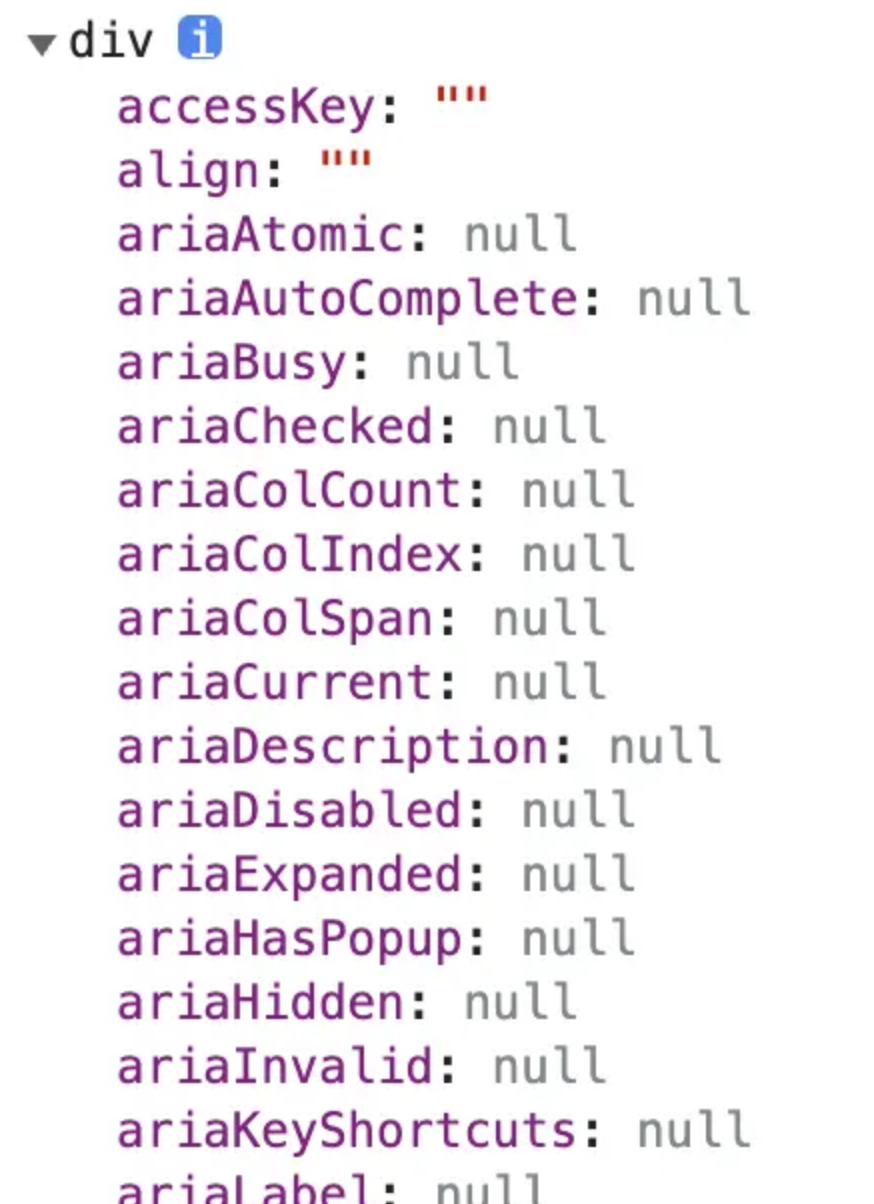 ▼ div i
accessKey: ""
align: ""
ariaAtomic: null
ariaAutoComplete: null
ariaBusy: null
ariaChecked: null
ariaColCount: null
ariaColIndex: null
ariaColSpan: null
ariaCurrent: null
ariaDescription: null
ariaDisabled: null
ariaExpanded: null
ariaHasPopup: null
ariaHidden: null
ariaInvalid: null
ariaKeyShortcuts: null
ariaLabel: null